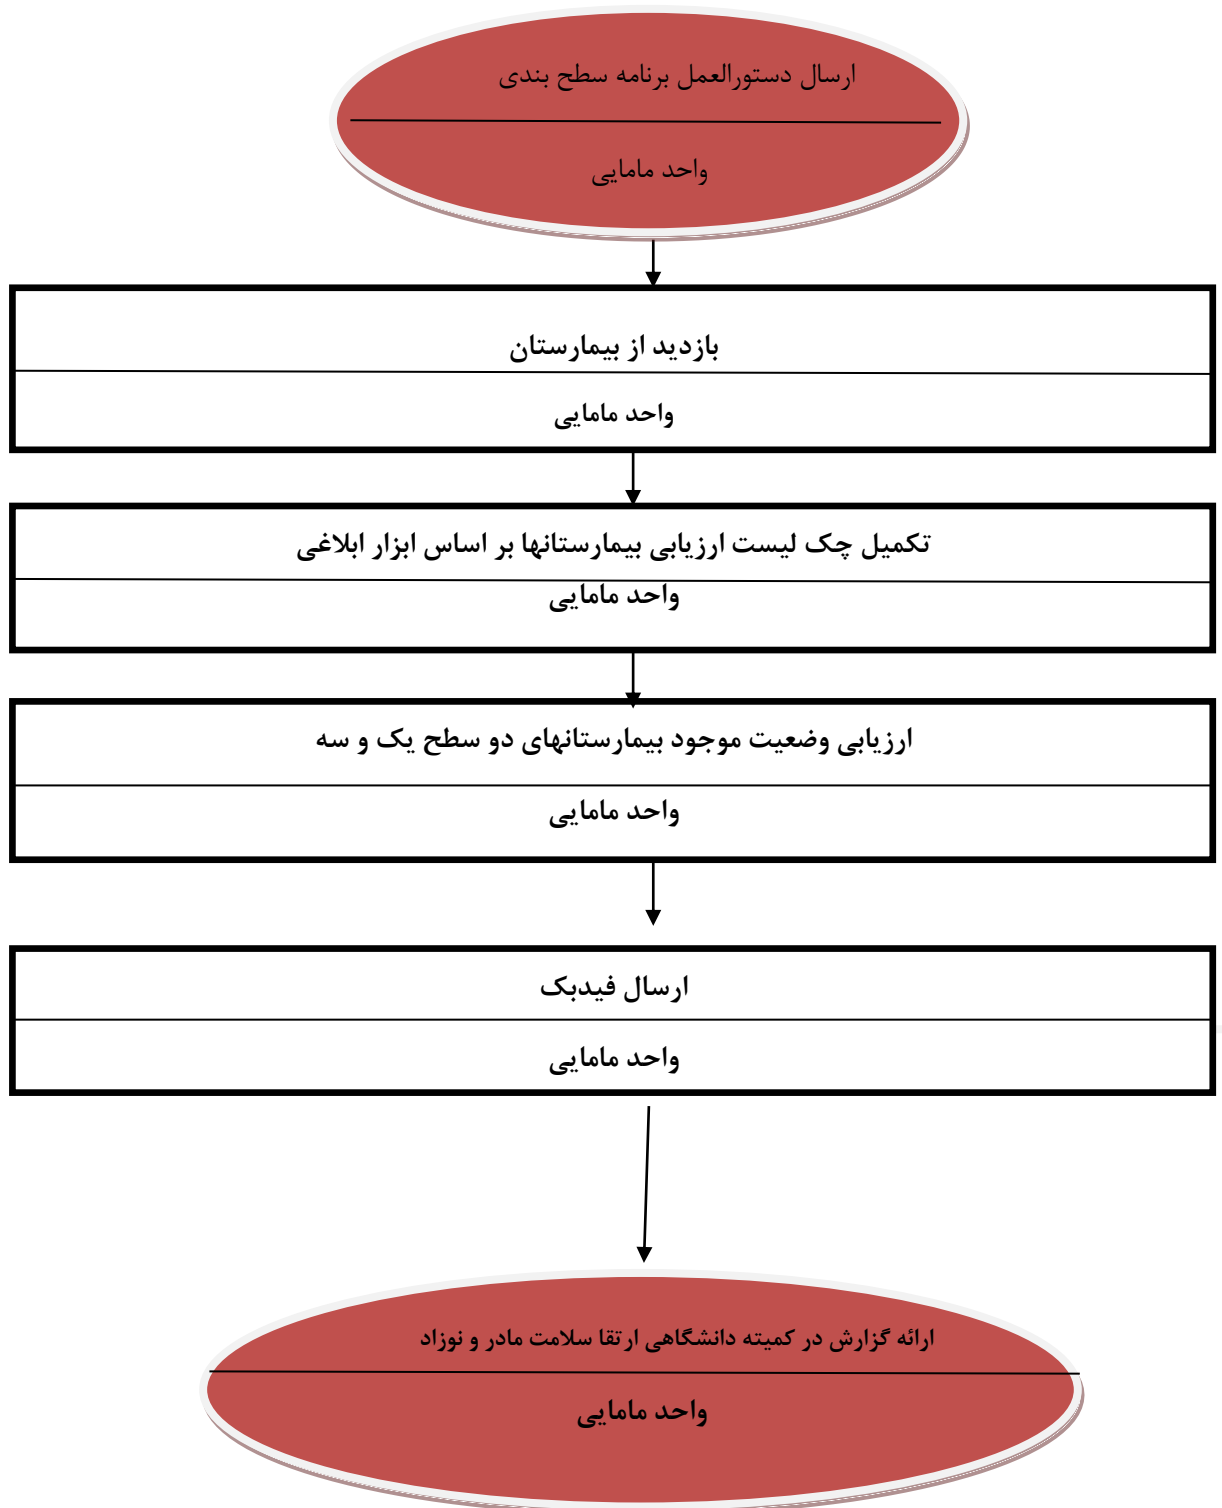 ارسال دستورالعمل برنامه سطح بندی
واحد مامایی
بازدید از بیمارستان
واحد مامایی
تکمیل چک لیست ارزیابی بیمارستانها بر اساس ابزار ابلاغی
واحد مامایی
ارزیابی وضعیت موجود بیمارستانهای دو سطح یک و سه
واحد مامایی
ارسال فیدبک
واحد مامایی
ارائه گزارش در کمیته دانشگاهی ارتقا سلامت مادر و نوزاد
واحد مامایی